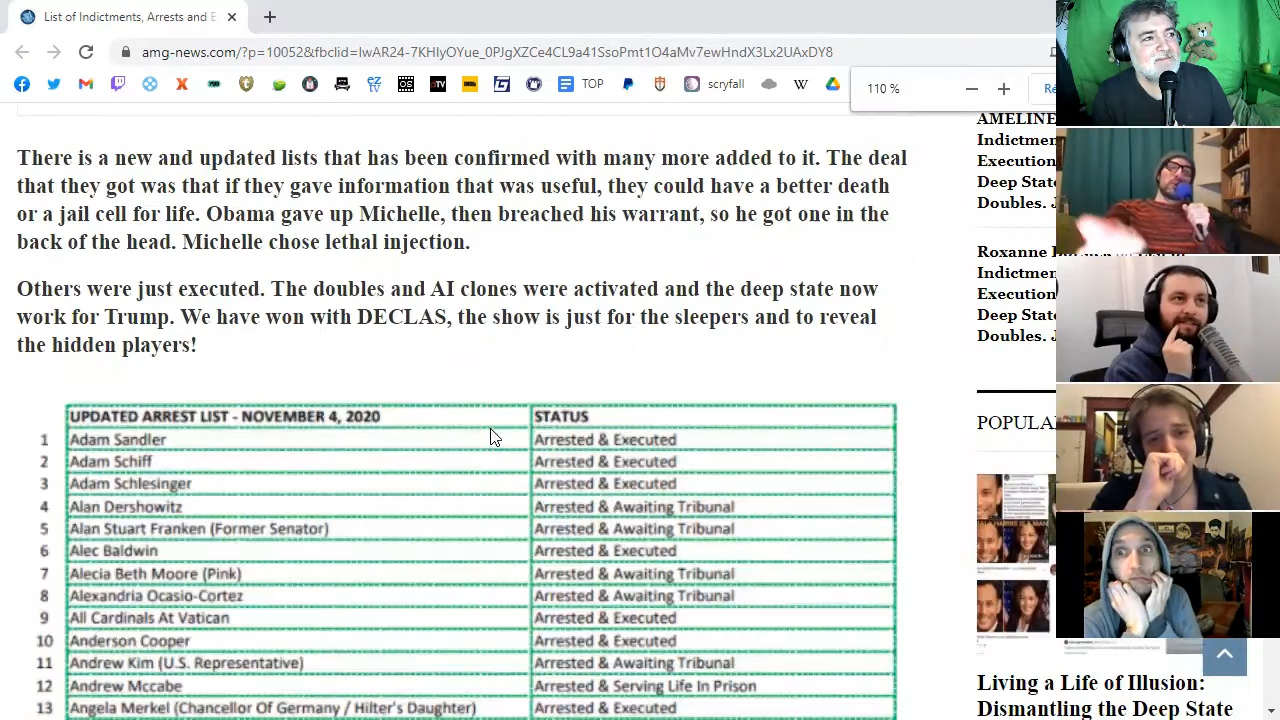 List of Indictments, Arrests and E
amg-news.com/?p=10052&fbclid=IwAR24-7KHlyOYue_0PJgXZCe4CL9a41SsoPmt1O4aMv7ewHndX3Lx2UAxDY8
TOP
scryfall
W
110 %
Re
There is a new and updated lists that has been confirmed with many more added to it. The deal
that they got was that if they gave information that was useful, they could have a better death
or a jail cell for life. Obama gave up Michelle, then breached his warrant, so he got one in the
back of the head. Michelle chose lethal injection.
Others were just executed. The doubles and AI clones were activated and the deep state now
work for Trump. We have won with DECLAS, the show is just for the sleepers and to reveal
the hidden players!
UPDATED ARREST LIST - NOVEMBER 4, 2020 STATUS
1 Adam Sandler Arrested & Executed
2 Adam Schiff Arrested & Executed
3 Adam Schlesinger Arrested & Executed
4 Alan Dershowitz Arrested & Awaiting Tribunal
5 Alan Stuart Franken (Former Senator) Arrested & Awaiting Tribunal
6 Alec Baldwin Arrested & Executed
7 Alecia Beth Moore (Pink) Arrested & Awaiting Tribunal
8 Alexandria Ocasio-Cortez Arrested & Awaiting Tribunal
9 All Cardinals At Vatican Arrested & Executed
10 Anderson Cooper Arrested & Executed
11 Andrew Kim (U.S. Representative) Arrested & Awaiting Tribunal
12 Andrew Mccabe Arrested & Serving Life In Prison
13 Angela Merkel (Chancellor Of Germany / Hilter's Daughter) Arrested & Executed
AMELINE
Indictmen
Execution
Deep State
Doubles. J
Roxanne
Indictmen
Execution
Deep State
Doubles. J
POPULA
Living a Life of Illusion:
Dismantling the Deep State